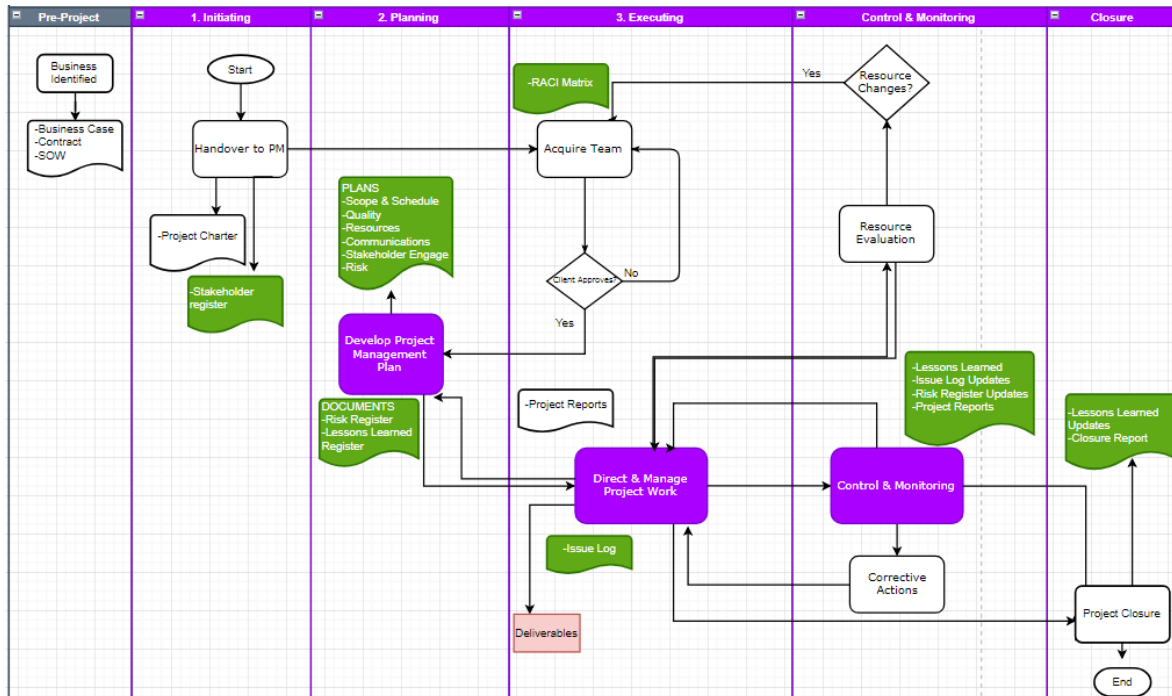 Pre-Project
1. Initiating
2. Planning
3. Executing
Control & Monitoring
Closure
Business
Identified
-Business Case
-Contract
-SOW
Start
Handover to PM
-Project Charter
-Stakeholder
register
PLANS
-Scope & Schedule
-Quality
-Resources
-Communications
-Stakeholder Engage
-Risk
Develop Project
Management
Plan
DOCUMENTS
-Risk Register
-Lessons Learned
Register
-RACI Matrix
Acquire Team
Client Approves?
No
Yes
-Project Reports
Direct & Manage
Project Work
-Issue Log
Deliverables
Yes
Resource
Changes?
Resource
Evaluation
-Lessons Learned
-Issue Log Updates
-Risk Register Updates
-Project Reports
Control & Monitoring
Corrective
Actions
-Lessons Learned
Updates
-Closure Report
Project Closure
End